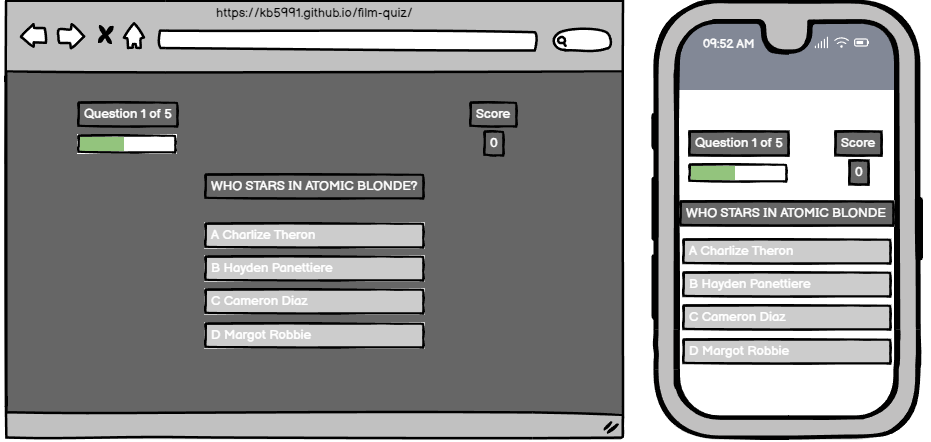 https://kb5991.github.io/film-quiz/
Question 1 of 5
Score
0
WHO STARS IN ATOMIC BLONDE?
A Charlize Theron
B Hayden Panettiere
C Cameron Diaz
D Margot Robbie
09:52 AM
Question 1 of 5
Score
0
WHO STARS IN ATOMIC BLONDE
A Charlize Theron
B Hayden Panettiere
C Cameron Diaz
D Margot Robbie